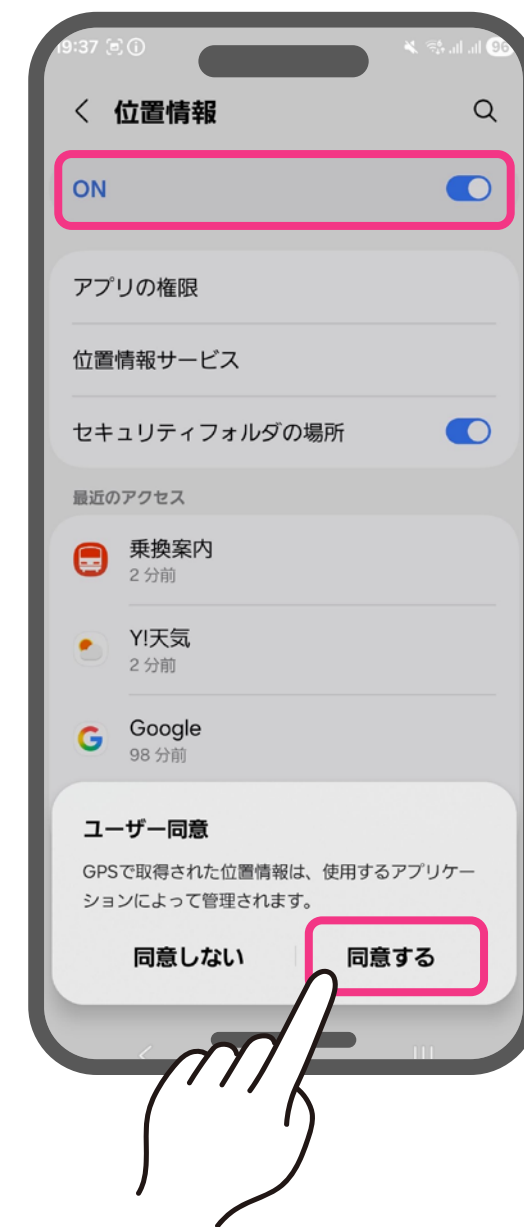 19:37
96
位置情報
ON
アプリの権限
位置情報サービス
セキュリティフォルダの場所
最近のアクセス
乗換案内
2 分前
Y!天気
2 分前
Google
98 分前
ユーザー同意
GPSで取得された位置情報は、使用するアプリケー
ションによって管理されます。
同意しない
同意する